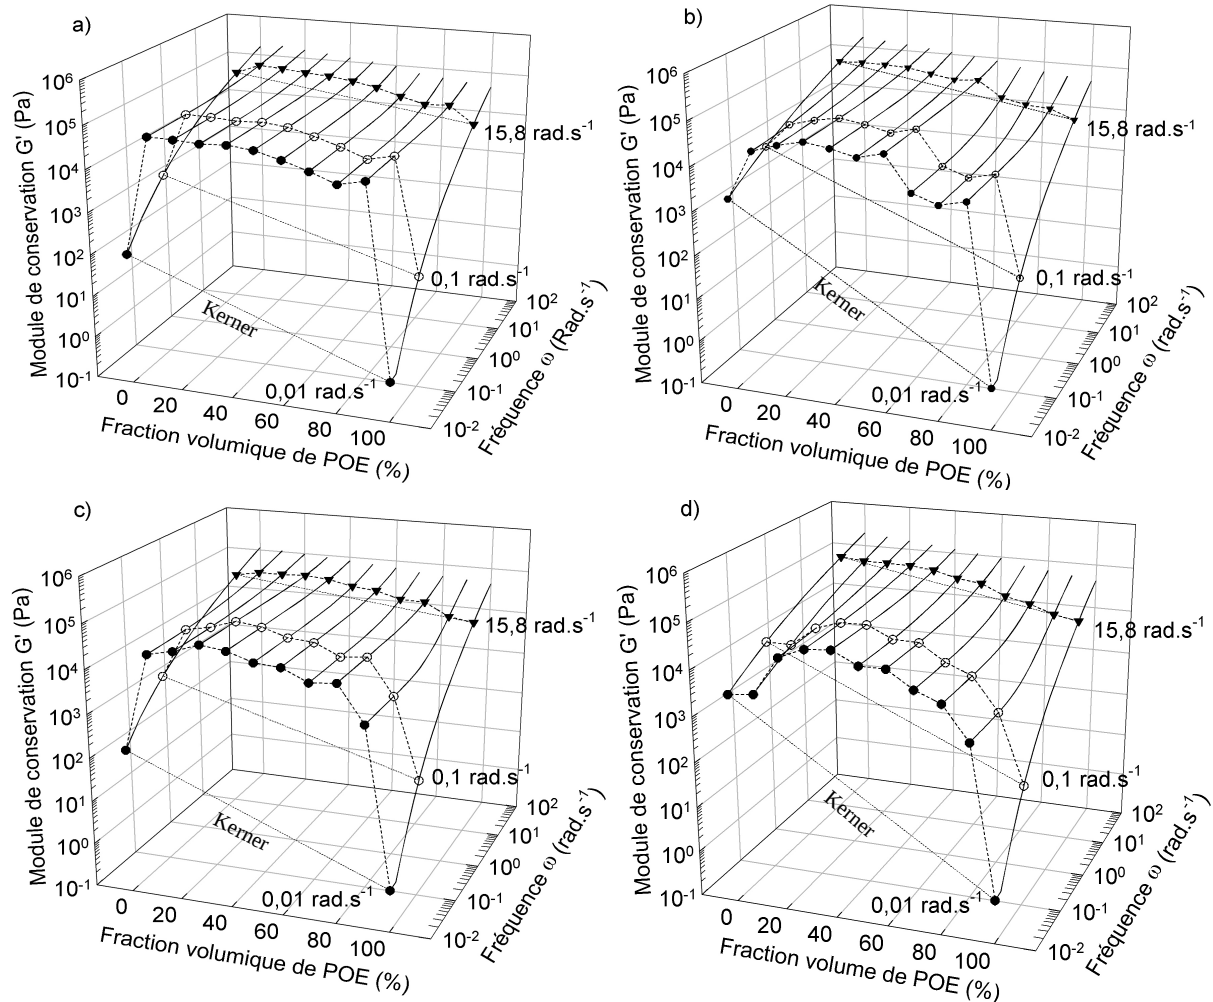 a)
Module de conservation G' (Pa)
10⁶
10⁵
10⁴
10³
10²
10¹
10⁰
10⁻¹
15,8 rad.s⁻¹
0,1 rad.s⁻¹
0,01 rad.s⁻¹
Kerner
0
20
40
60
80
100
Fraction volumique de POE (%)
10²
10¹
10⁰
10⁻¹
10⁻²
Fréquence ω (Rad.s⁻¹)
b)
Module de conservation G' (Pa)
10⁶
10⁵
10⁴
10³
10²
10¹
10⁰
10⁻¹
15,8 rad.s⁻¹
0,1 rad.s⁻¹
0,01 rad.s⁻¹
Kerner
0
20
40
60
80
100
Fraction volumique de POE (%)
10²
10¹
10⁰
10⁻¹
10⁻²
Fréquence ω (rad.s⁻¹)
c)
Module de conservation G' (Pa)
10⁶
10⁵
10⁴
10³
10²
10¹
10⁰
10⁻¹
15,8 rad.s⁻¹
0,1 rad.s⁻¹
0,01 rad.s⁻¹
Kerner
0
20
40
60
80
100
Fraction volumique de POE (%)
10²
10¹
10⁰
10⁻¹
10⁻²
Fréquence ω (rad.s⁻¹)
d)
Module de conservation G' (Pa)
10⁶
10⁵
10⁴
10³
10²
10¹
10⁰
10⁻¹
15,8 rad.s⁻¹
0,1 rad.s⁻¹
0,01 rad.s⁻¹
Kerner
0
20
40
60
80
100
Fraction volume de POE (%)
10²
10¹
10⁰
10⁻¹
10⁻²
Fréquence ω (rad.s⁻¹)